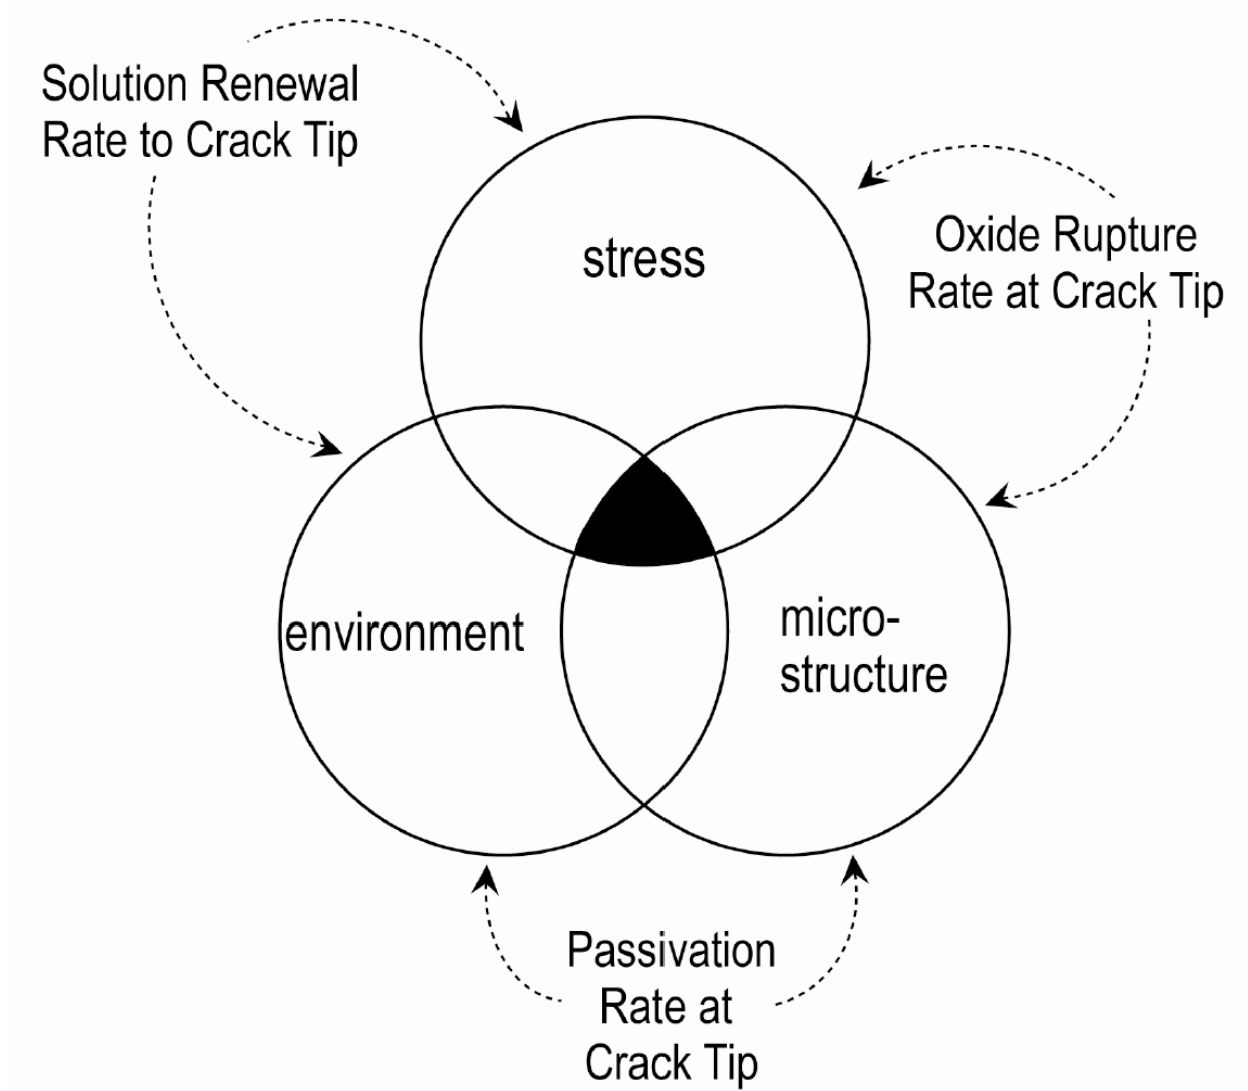 Solution Renewal
Rate to Crack Tip
stress
Oxide Rupture
Rate at Crack Tip
environment
micro-
structure
Passivation
Rate at
Crack Tip